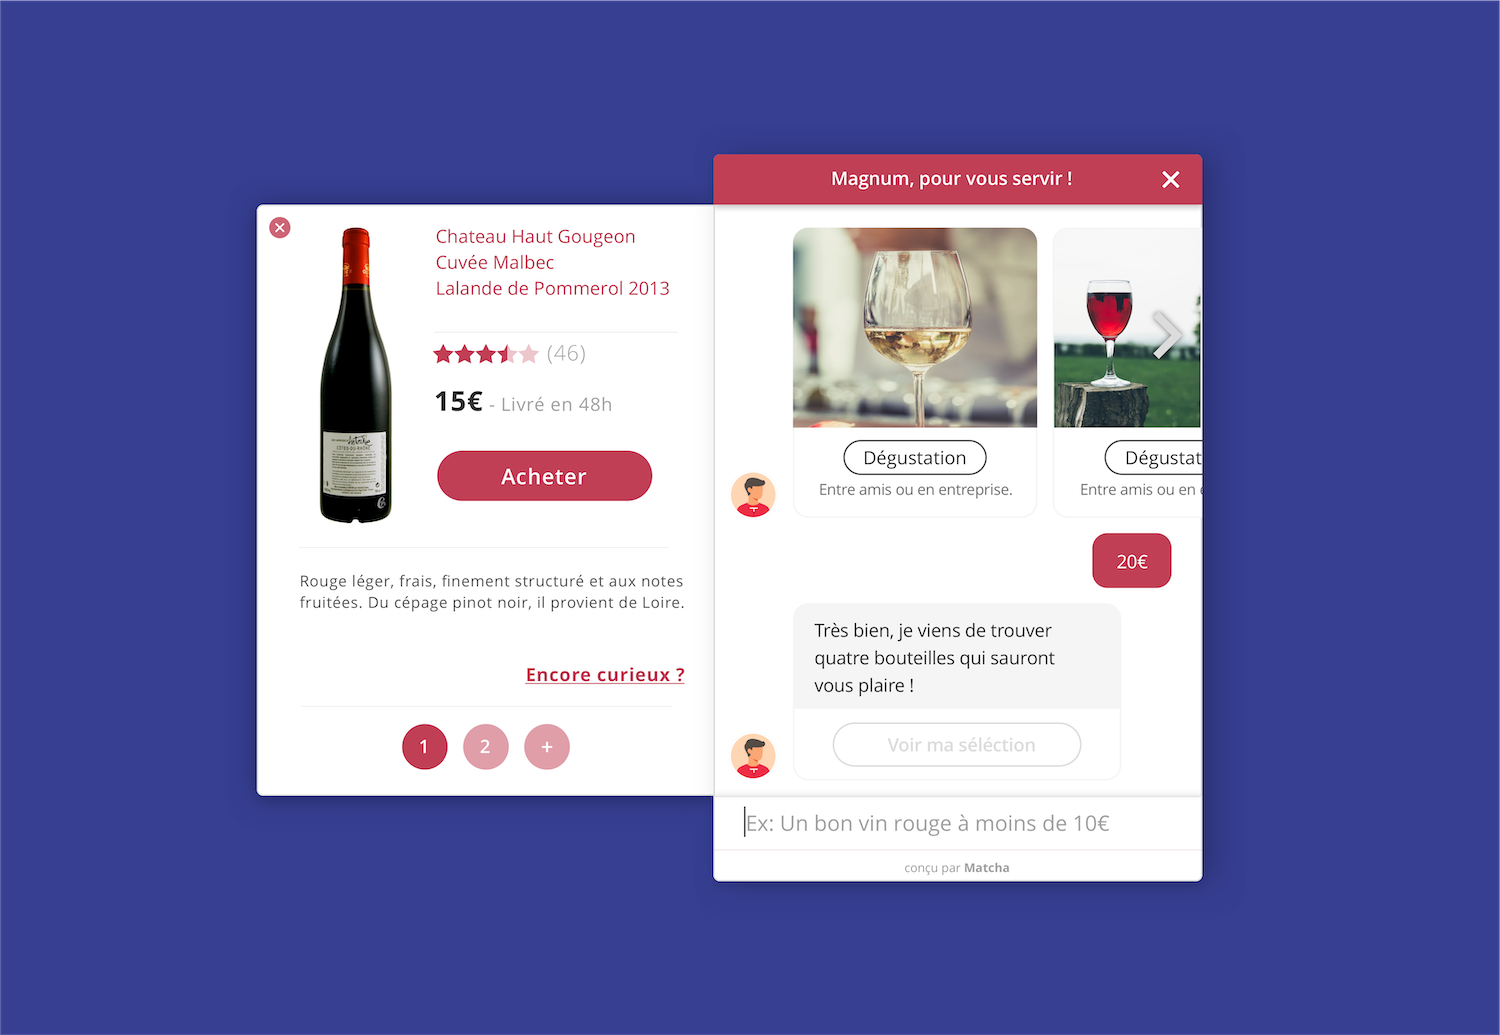 Chateau Haut Gougeon
Cuvée Malbec
Lalande de Pommerol 2013
(46)
15€ - Livré en 48h
Acheter
CÔTES-DU-RHÔNE
Rouge léger, frais, finement structuré et aux notes
fruitées. Du cépage pinot noir, il provient de Loire.
Encore curieux ?
1
2
+
Magnum, pour vous servir !
Dégustation
Entre amis ou en entreprise.
Dégustat
Entre amis ou en e
20€
Très bien, je viens de trouver
quatre bouteilles qui sauront
vous plaire !
Voir ma séléction
Ex: Un bon vin rouge à moins de 10€
conçu par Matcha